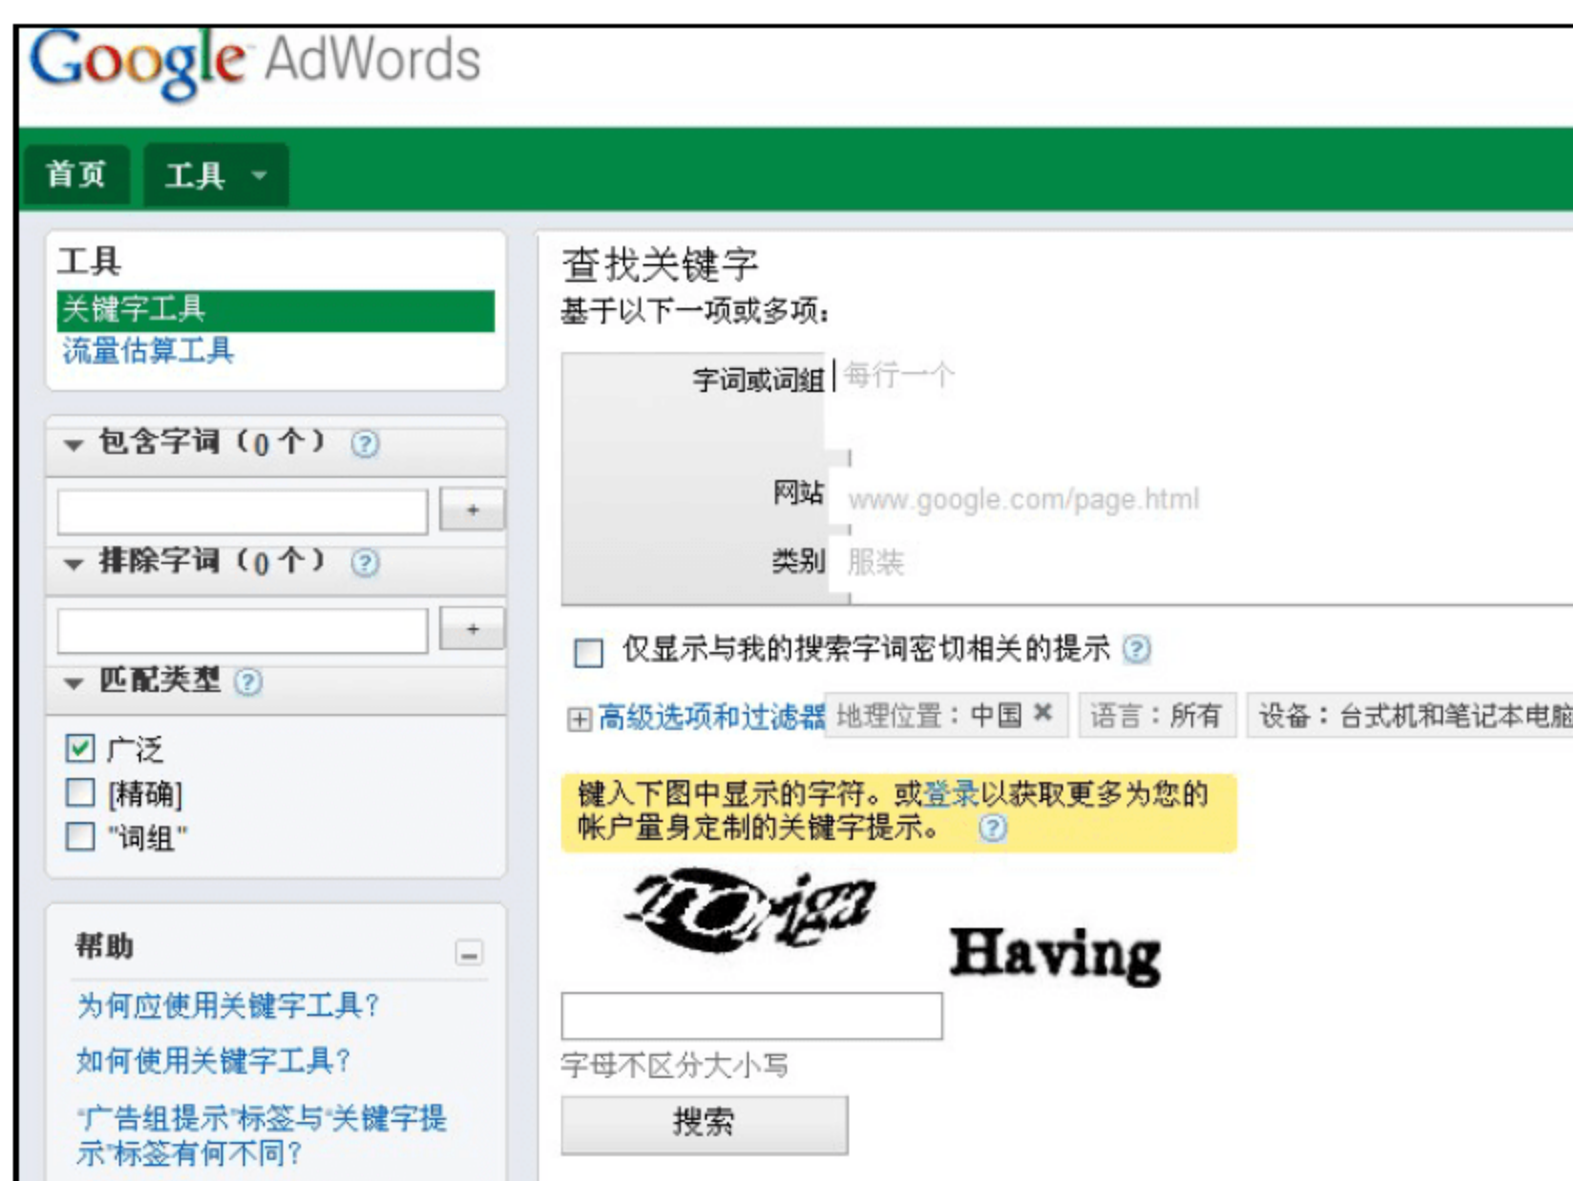 Google AdWords
首页
工具
工具
关键字工具
流量估算工具
包含字词（0 个）
+
排除字词（0 个）
+
匹配类型
广泛
[精确]
"词组"
帮助
为何应使用关键字工具？
如何使用关键字工具？
“广告组提示”标签与“关键字提
示”标签有何不同？
查找关键字
基于以下一项或多项：
字词或词组 每行一个
网站 www.google.com/page.html
类别 服装
仅显示与我的搜索字词密切相关的提示
高级选项和过滤器 地理位置：中国 语言：所有 设备：台式机和笔记本电脑
键入下图中显示的字符。或登录以获取更多为您的
帐户量身定制的关键字提示。
Having
字母不区分大小写
搜索